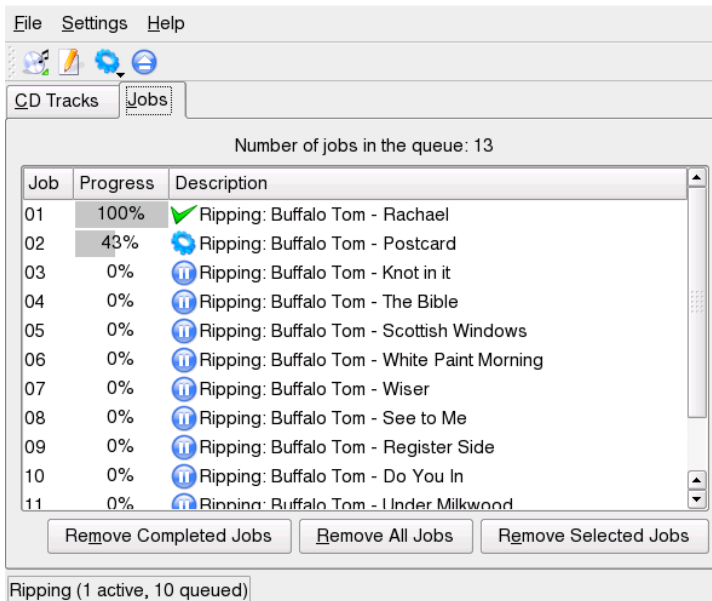 File Settings Help
CD Tracks Jobs
Number of jobs in the queue: 13
Job Progress Description
01 100% Ripping: Buffalo Tom - Rachael
02 43% Ripping: Buffalo Tom - Postcard
03 0% Ripping: Buffalo Tom - Knot in it
04 0% Ripping: Buffalo Tom - The Bible
05 0% Ripping: Buffalo Tom - Scottish Windows
06 0% Ripping: Buffalo Tom - White Paint Morning
07 0% Ripping: Buffalo Tom - Wiser
08 0% Ripping: Buffalo Tom - See to Me
09 0% Ripping: Buffalo Tom - Register Side
10 0% Ripping: Buffalo Tom - Do You In
11 0% Ripping: Buffalo Tom - Under Milkwood
Remove Completed Jobs Remove All Jobs Remove Selected Jobs
Ripping (1 active, 10 queued)